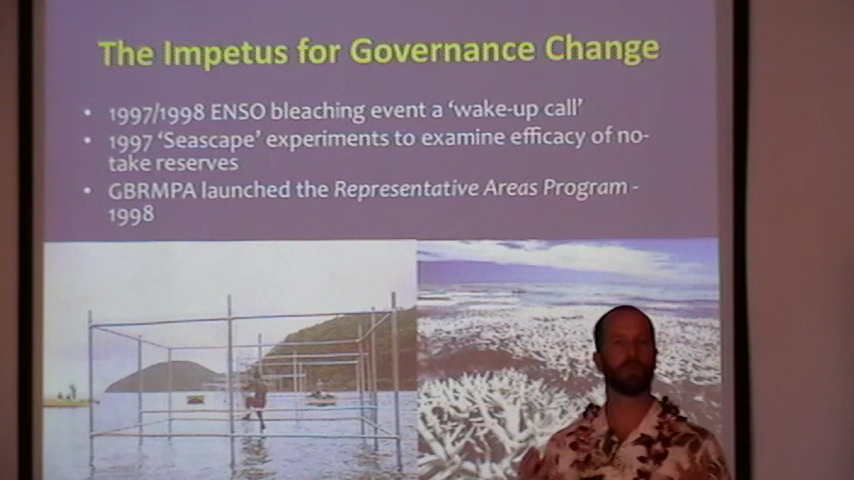 The Impetus for Governance Change
• 1997/1998 ENSO bleaching event a ‘wake-up call’
• 1997 ‘Seascape’ experiments to examine efficacy of no-
take reserves
• GBRMPA launched the Representative Areas Program -
1998